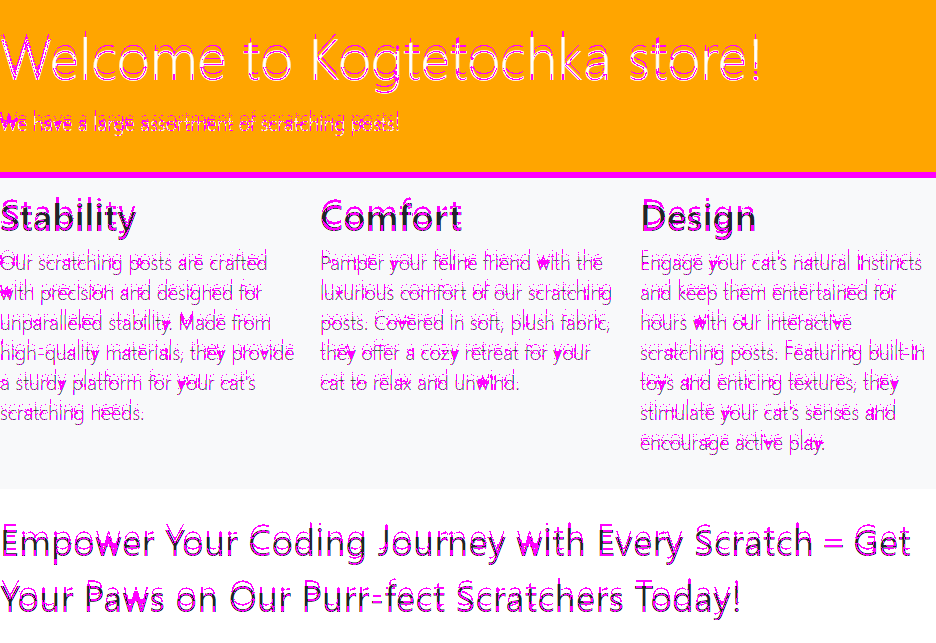 Welcome to Kogtetochka store!
We have a large assortment of scratching posts!
Stability
Our scratching posts are crafted
with precision and designed for
unparalleled stability. Made from
high-quality materials, they provide
a sturdy platform for your cat's
scratching needs.
Comfort
Pamper your feline friend with the
luxurious comfort of our scratching
posts. Covered in soft, plush fabric,
they offer a cozy retreat for your
cat to relax and unwind.
Design
Engage your cat's natural instincts
and keep them entertained for
hours with our interactive
scratching posts. Featuring built-in
toys and enticing textures, they
stimulate your cat's senses and
encourage active play.
Empower Your Coding Journey with Every Scratch – Get
Your Paws on Our Purr-fect Scratchers Today!